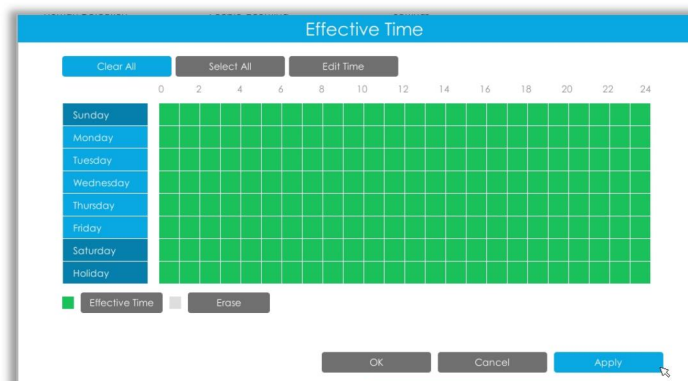 Effective Time
Clear All Select All Edit Time
0 2 4 6 8 10 12 14 16 18 20 22 24
Sunday
Monday
Tuesday
Wednesday
Thursday
Friday
Saturday
Holiday
Effective Time Erase
OK Cancel Apply